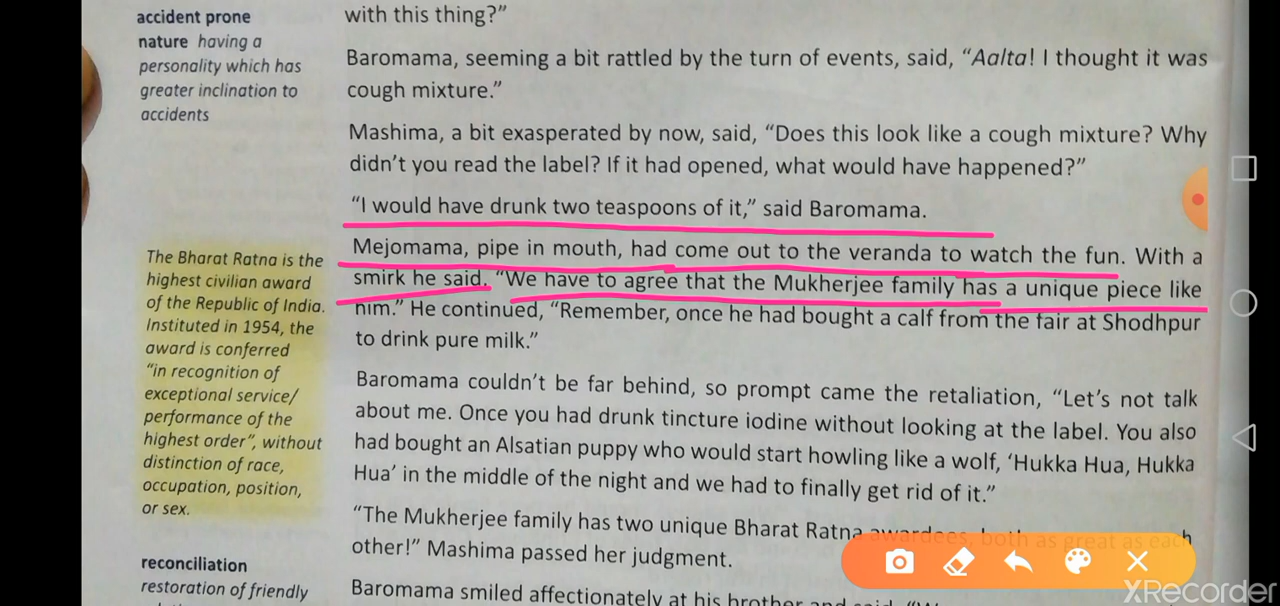 accident prone
nature having a
personality which has
greater inclination to
accidents
The Bharat Ratna is the
highest civilian award
of the Republic of India.
Instituted in 1954, the
award is conferred
"in recognition of
exceptional service/
performance of the
highest order", without
distinction of race,
occupation, position,
or sex.
reconciliation
restoration of friendly
with this thing?"
Baromama, seeming a bit rattled by the turn of events, said, "Aalta! I thought it was
cough mixture."
Mashima, a bit exasperated by now, said, "Does this look like a cough mixture? Why
didn't you read the label? If it had opened, what would have happened?"
"I would have drunk two teaspoons of it," said Baromama.
Mejomama, pipe in mouth, had come out to the veranda to watch the fun. With a
smirk he said. "We have to agree that the Mukherjee family has a unique piece like
him." He continued, "Remember, once he had bought a calf from the fair at Shodhpur
to drink pure milk."
Baromama couldn't be far behind, so prompt came the retaliation, "Let's not talk
about me. Once you had drunk tincture iodine without looking at the label. You also
had bought an Alsatian puppy who would start howling like a wolf, 'Hukka Hua, Hukka
Hua' in the middle of the night and we had to finally get rid of it."
"The Mukherjee family has two unique Bharat Ratna awardees, both as great as each
other!" Mashima passed her judgment.
Baromama smiled affectionately at his brother and said, "W
XRecorder